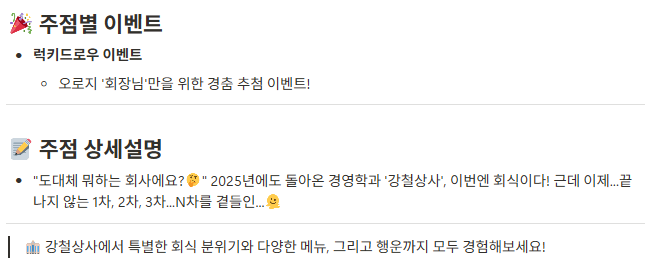 🎉 주점별 이벤트
• 럭키드로우 이벤트
◦ 오로지 '회장님'만을 위한 경춤 추첨 이벤트!
📝 주점 상세설명
• "도대체 뭐하는 회사에요?🤔" 2025년에도 돌아온 경영학과 '강철상사', 이번엔 회식이다! 근데 이제...끝
나지 않는 1차, 2차, 3차...N차를 곁들인...🫠
🏢 강철상사에서 특별한 회식 분위기와 다양한 메뉴, 그리고 행운까지 모두 경험해보세요!